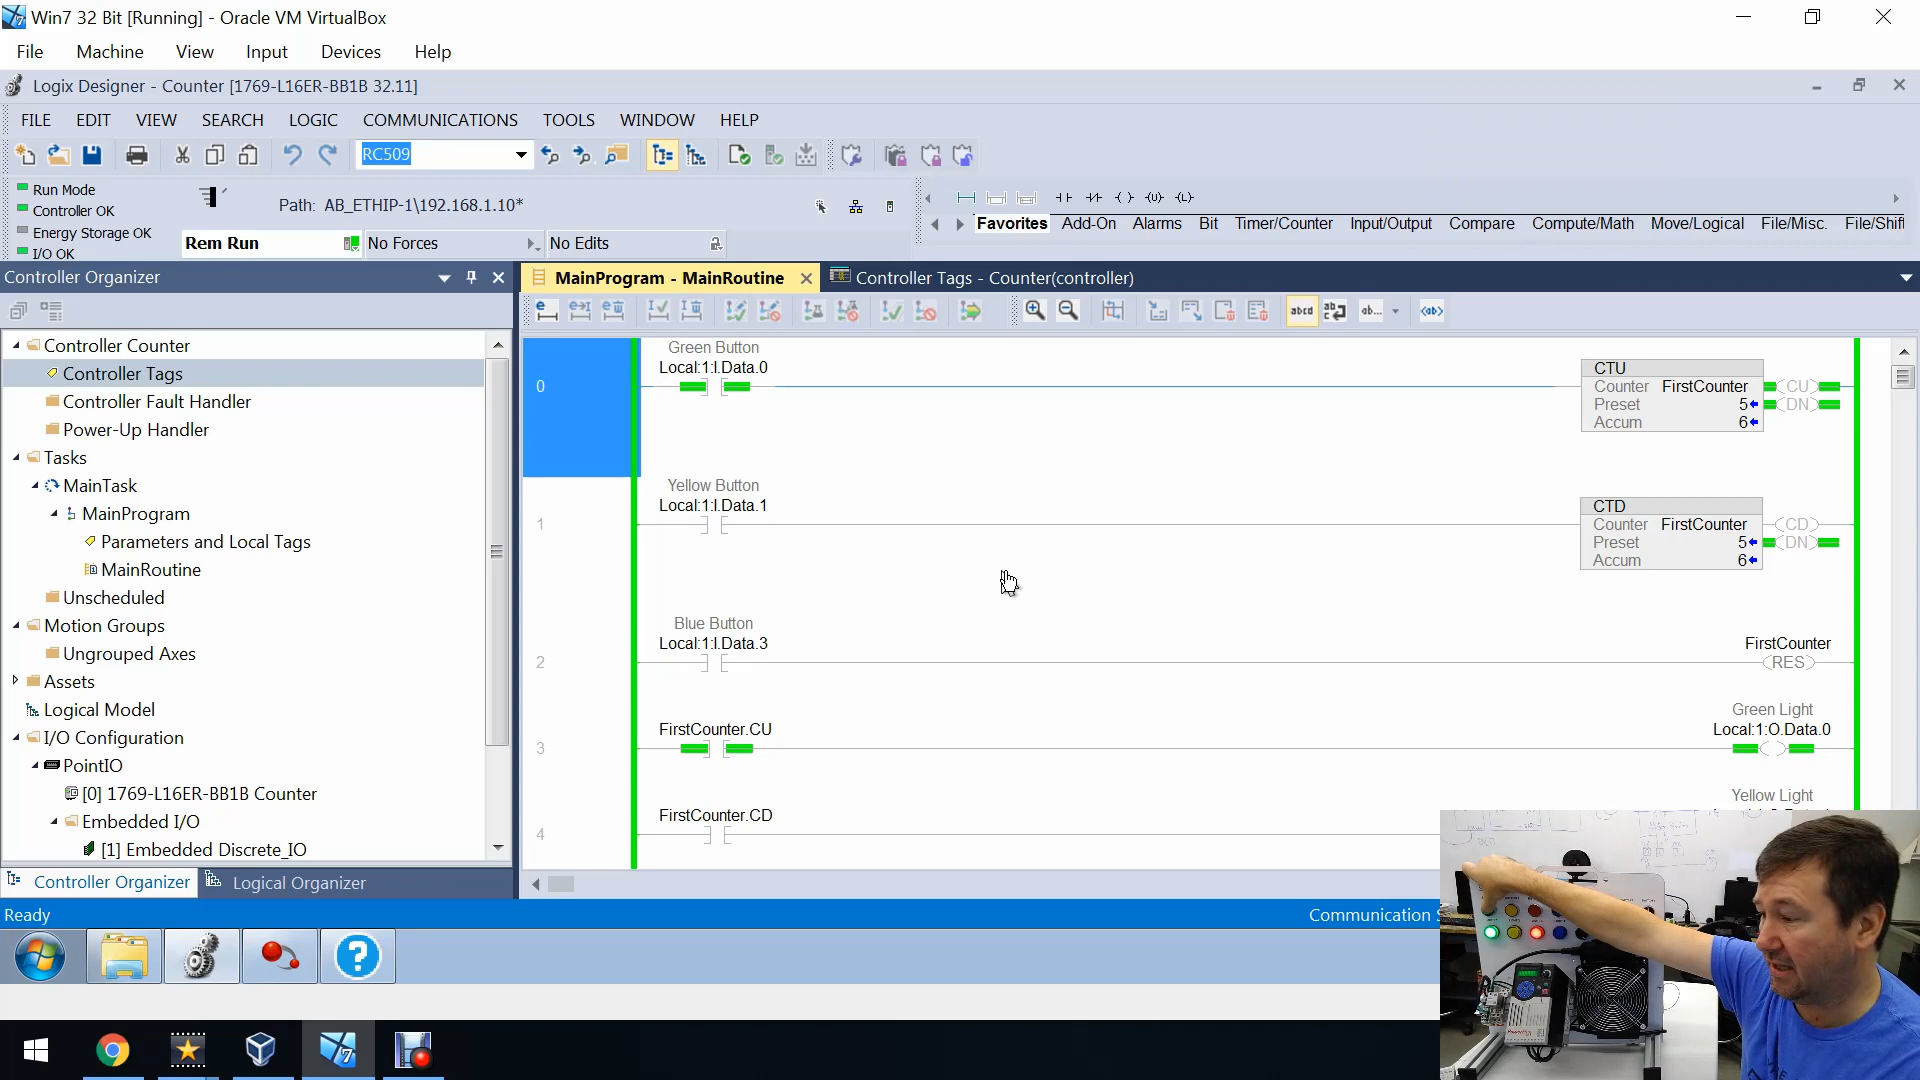 Win7 32 Bit [Running] - Oracle VM VirtualBox
File Machine View Input Devices Help
Logix Designer - Counter [1769-L16ER-BB1B 32.11]
FILE EDIT VIEW SEARCH LOGIC COMMUNICATIONS TOOLS WINDOW HELP
RC509
Run Mode
Controller OK
Energy Storage OK
I/O OK
Path: AB_ETHIP-1\192.168.1.10*
Rem Run No Forces No Edits
Favorites Add-On Alarms Bit Timer/Counter Input/Output Compare Compute/Math Move/Logical File/Misc. File/Shift
Controller Organizer
MainProgram - MainRoutine Controller Tags - Counter(controller)
Controller Counter
Controller Tags
Controller Fault Handler
Power-Up Handler
Tasks
MainTask
MainProgram
Parameters and Local Tags
MainRoutine
Unscheduled
Motion Groups
Ungrouped Axes
Assets
Logical Model
I/O Configuration
PointIO
[0] 1769-L16ER-BB1B Counter
Embedded I/O
[1] Embedded Discrete_IO
Controller Organizer Logical Organizer
0
Green Button
Local:1:I.Data.0
CTU
Counter FirstCounter
Preset 5
Accum 6
CU
DN
1
Yellow Button
Local:1:I.Data.1
CTD
Counter FirstCounter
Preset 5
Accum 6
CD
DN
2
Blue Button
Local:1:I.Data.3
FirstCounter
RES
3
FirstCounter.CU
Green Light
Local:1:O.Data.0
4
FirstCounter.CD
Yellow Light
Ready
Communication